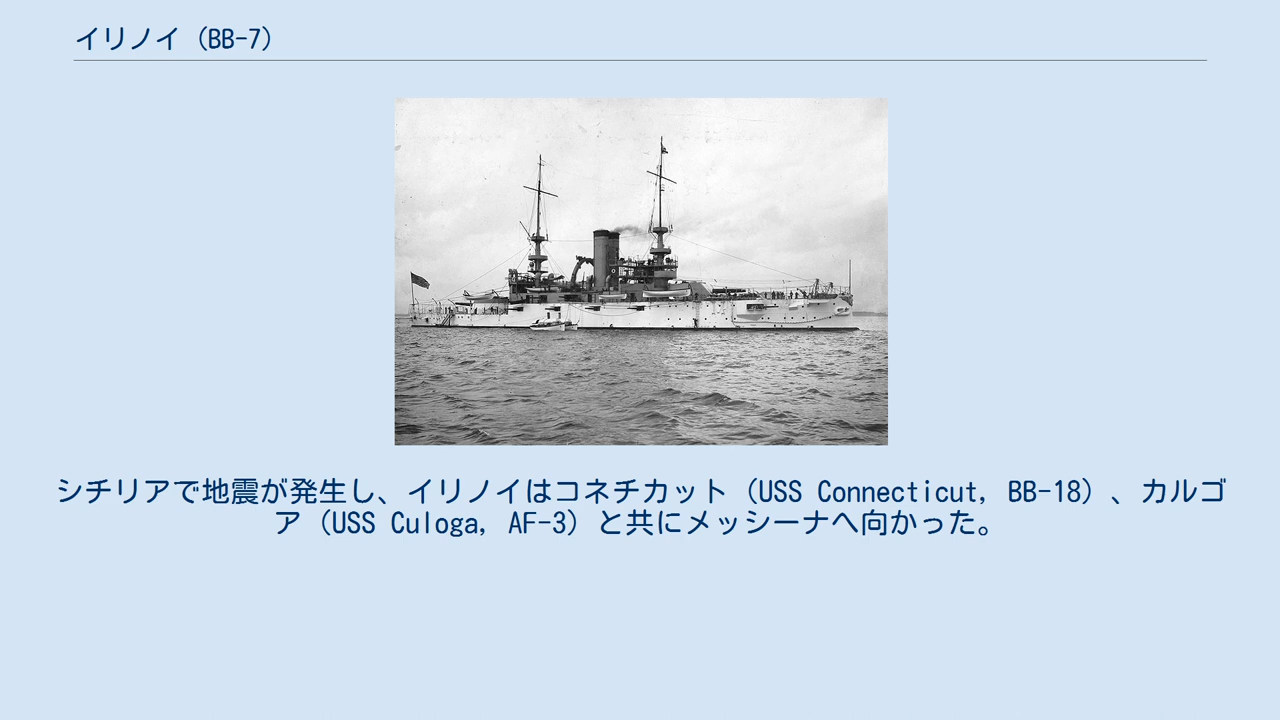 イリノイ（BB-7）
シチリアで地震が発生し、イリノイはコネチカット（USS Connecticut, BB-18）、カルゴ
ア（USS Culoga, AF-3）と共にメッシーナへ向かった。